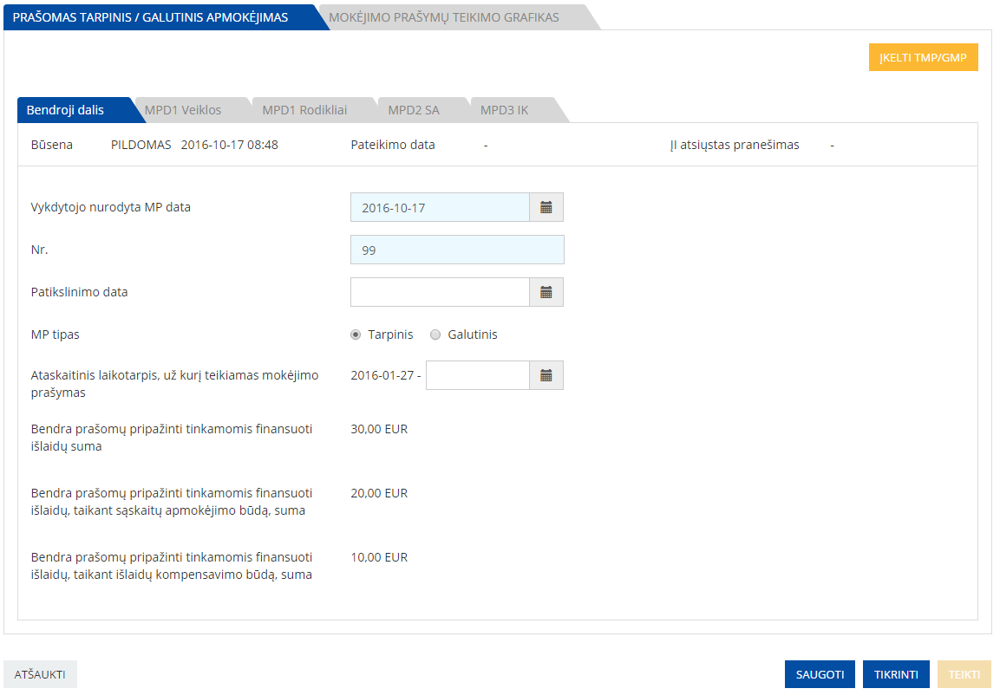 PRAŠOMAS TARPINIS / GALUTINIS APMOKĖJIMAS MOKĖJIMO PRAŠYMŲ TEIKIMO GRAFIKAS
ĮKELTI TMP/GMP
Bendroji dalis MPD1 Veiklos MPD1 Rodikliai MPD2 SA MPD3 IK
Būsena PILDOMAS 2016-10-17 08:48 Pateikimo data - ĮI atsiųstas pranešimas -
Vykdytojo nurodyta MP data 2016-10-17
Nr. 99
Patikslinimo data
MP tipas Tarpinis Galutinis
Ataskaitinis laikotarpis, už kurį teikiamas mokėjimo 2016-01-27 -
prašymas
Bendra prašomų pripažinti tinkamomis finansuoti 30,00 EUR
išlaidų suma
Bendra prašomų pripažinti tinkamomis finansuoti 20,00 EUR
išlaidų, taikant sąskaitų apmokėjimo būdą, suma
Bendra prašomų pripažinti tinkamomis finansuoti 10,00 EUR
išlaidų, taikant išlaidų kompensavimo būdą, suma
ATŠAUKTI SAUGOTI TIKRINTI TEIKTI